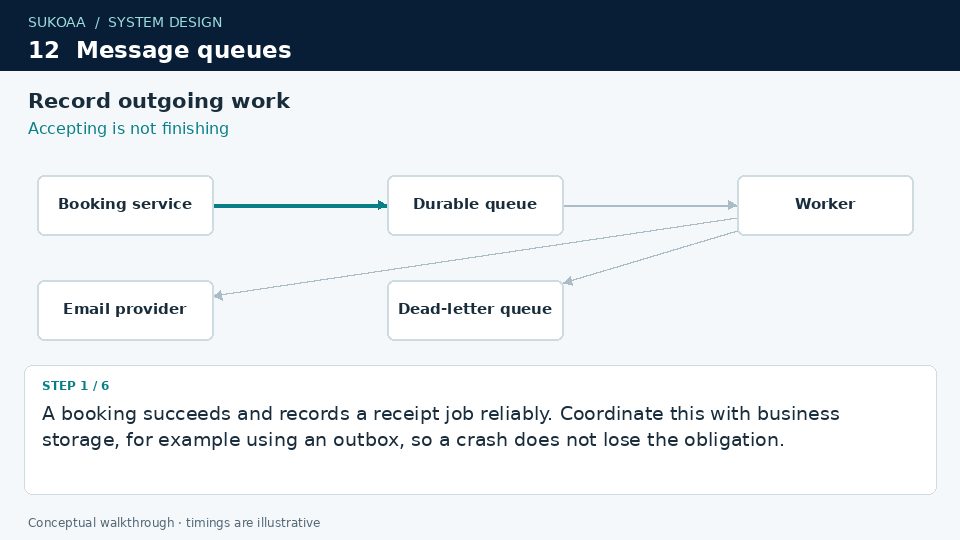 SUKOAA / SYSTEM DESIGN
12 Message queues
Record outgoing work
Accepting is not finishing
Booking service
Durable queue
Worker
Email provider
Dead-letter queue
STEP 1 / 6
A booking succeeds and records a receipt job reliably. Coordinate this with business
storage, for example using an outbox, so a crash does not lose the obligation.
Conceptual walkthrough · timings are illustrative